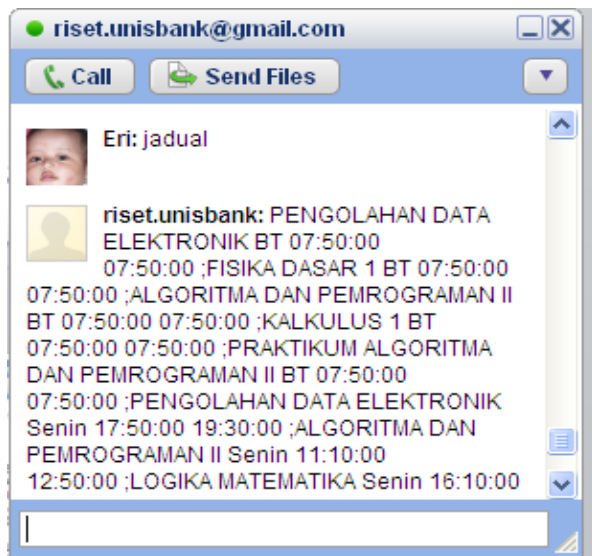 riset.unisbank@gmail.com
Call
Send Files
Eri: jadual
riset.unisbank: PENGOLAHAN DATA
ELEKTRONIK BT 07:50:00
07:50:00 ;FISIKA DASAR 1 BT 07:50:00
07:50:00 ;ALGORITMA DAN PEMROGRAMAN II
BT 07:50:00 07:50:00 ;KALKULUS 1 BT
07:50:00 07:50:00 ;PRAKTIKUM ALGORITMA
DAN PEMROGRAMAN II BT 07:50:00
07:50:00 ;PENGOLAHAN DATA ELEKTRONIK
Senin 17:50:00 19:30:00 ;ALGORITMA DAN
PEMROGRAMAN II Senin 11:10:00
12:50:00 ;LOGIKA MATEMATIKA Senin 16:10:00